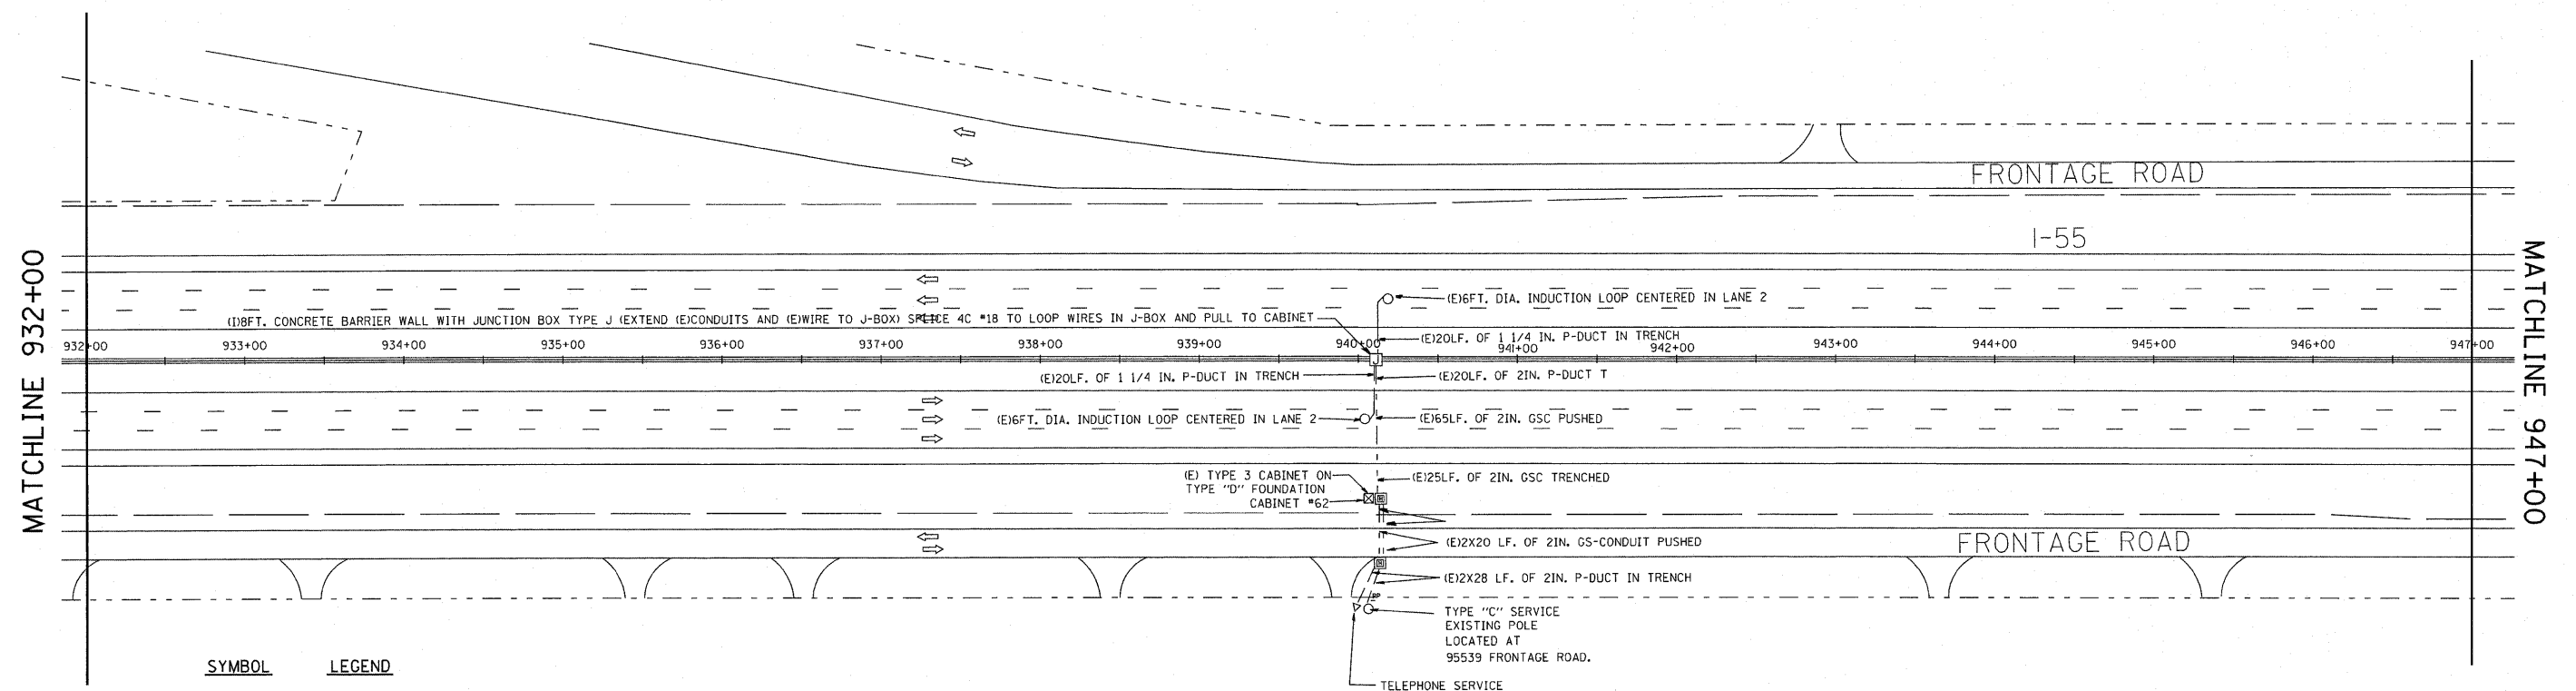 FRONTAGE ROAD
I-55
MATCHLINE 932+00
MATCHLINE 947+00
(E)6FT. DIA. INDUCTION LOOP CENTERED IN LANE 2
(I)8FT. CONCRETE BARRIER WALL WITH JUNCTION BOX TYPE J (EXTEND (E)CONDUITS AND (E)WIRE TO J-BOX) SPLICE 4C #18 TO LOOP WIRES IN J-BOX AND PULL TO CABINET
(E)20LF. OF 1 1/4 IN. P-DUCT IN TRENCH
932+00 933+00 934+00 935+00 936+00 937+00 938+00 939+00 940+00 941+00 942+00 943+00 944+00 945+00 946+00 947+00
J
(E)20LF. OF 1 1/4 IN. P-DUCT IN TRENCH
(E)20LF. OF 2IN. P-DUCT T
(E)6FT. DIA. INDUCTION LOOP CENTERED IN LANE 2
(E)65LF. OF 2IN. GSC PUSHED
(E) TYPE 3 CABINET ON
TYPE "D" FOUNDATION
CABINET #62
(E)25LF. OF 2IN. GSC TRENCHED
(E)2X20 LF. OF 2IN. GS-CONDUIT PUSHED
FRONTAGE ROAD
(E)2X28 LF. OF 2IN. P-DUCT IN TRENCH
PP
TYPE "C" SERVICE
EXISTING POLE
LOCATED AT
95539 FRONTAGE ROAD.
TELEPHONE SERVICE
SYMBOL LEGEND